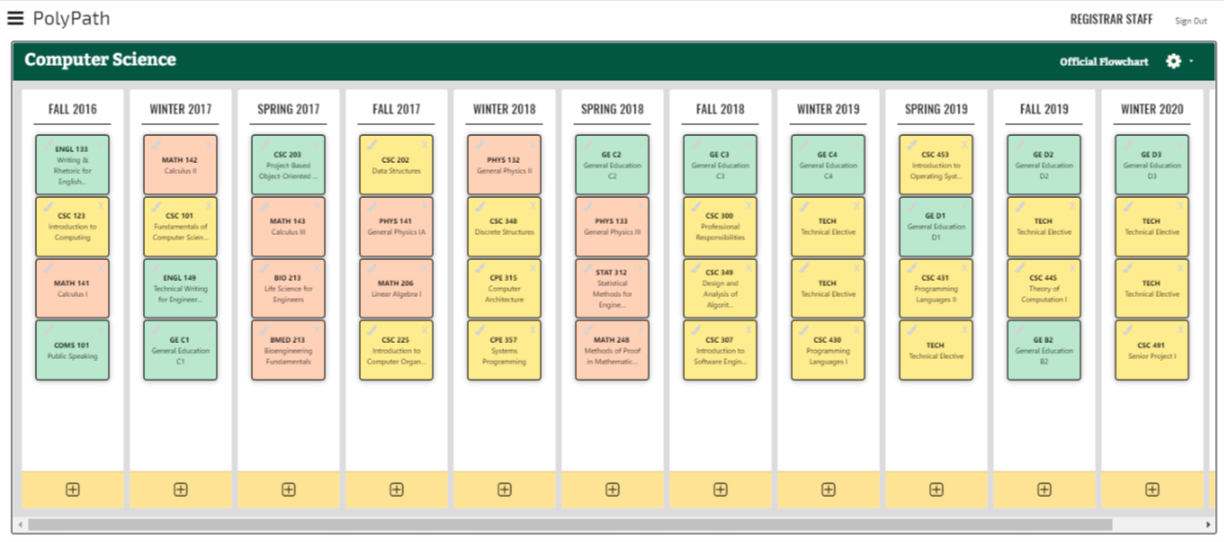 PolyPath
REGISTRAR STAFF
Sign Out
Computer Science
Official Flowchart
FALL 2016
ENGL 133
Writing &
Rhetoric for
English...
CSC 123
Introduction to
Computing
MATH 141
Calculus I
COMS 101
Public Speaking
WINTER 2017
MATH 142
Calculus II
CSC 101
Fundamentals of
Computer Scien...
ENGL 149
Technical Writing
for Engineer...
GE C1
General Education
C1
SPRING 2017
CSC 203
Project-Based
Object-Oriented ...
MATH 143
Calculus III
BIO 213
Life Science for
Engineers
BMED 213
Bioengineering
Fundamentals
FALL 2017
CSC 202
Data Structures
PHYS 141
General Physics IA
MATH 206
Linear Algebra I
CSC 225
Introduction to
Computer Organ...
WINTER 2018
PHYS 132
General Physics II
CSC 348
Discrete Structures
CPE 315
Computer
Architecture
CPE 357
Systems
Programming
SPRING 2018
GE C2
General Education
C2
PHYS 133
General Physics III
STAT 312
Statistical
Methods for
Engine...
MATH 248
Methods of Proof
in Mathematic...
FALL 2018
GE C3
General Education
C3
CSC 300
Professional
Responsibilities
CSC 349
Design and
Analysis of
Algorit...
CSC 307
Introduction to
Software Engin...
WINTER 2019
GE C4
General Education
C4
TECH
Technical Elective
TECH
Technical Elective
CSC 430
Programming
Languages I
SPRING 2019
CSC 453
Introduction to
Operating Syst...
GE D1
General Education
D1
CSC 431
Programming
Languages II
TECH
Technical Elective
FALL 2019
GE D2
General Education
D2
TECH
Technical Elective
CSC 445
Theory of
Computation I
GE B2
General Education
B2
WINTER 2020
GE D3
General Education
D3
TECH
Technical Elective
TECH
Technical Elective
CSC 491
Senior Project I